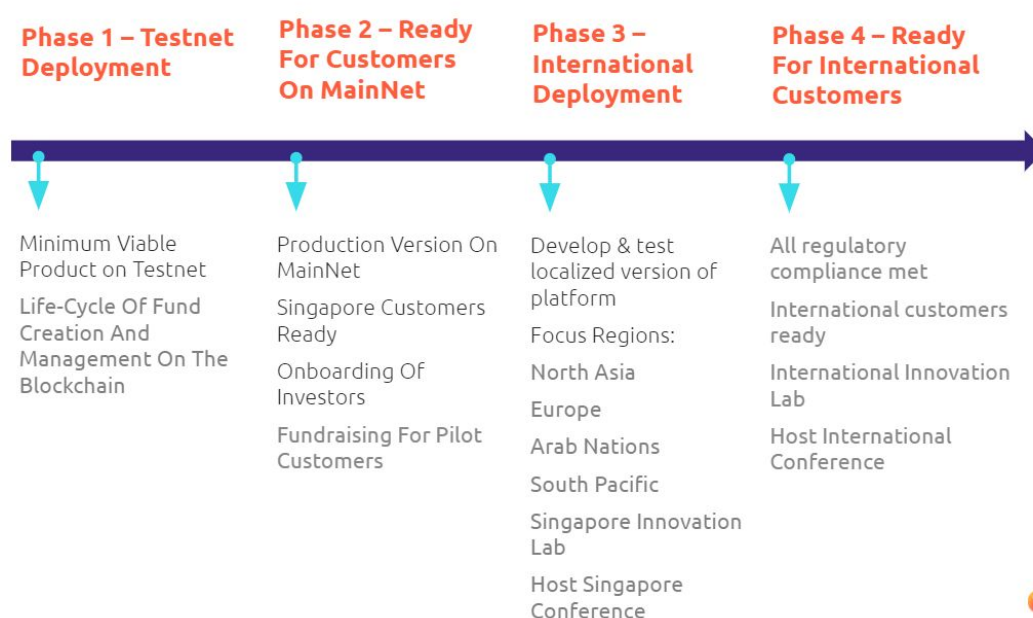 Phase 1 – Testnet
Deployment
Phase 2 – Ready
For Customers
On MainNet
Phase 3 –
International
Deployment
Phase 4 – Ready
For International
Customers
Minimum Viable
Product on Testnet
Life-Cycle Of Fund
Creation And
Management On The
Blockchain
Production Version On
MainNet
Singapore Customers
Ready
Onboarding Of
Investors
Fundraising For Pilot
Customers
Develop & test
localized version of
platform
Focus Regions:
North Asia
Europe
Arab Nations
South Pacific
Singapore Innovation
Lab
Host Singapore
Conference
All regulatory
compliance met
International customers
ready
International Innovation
Lab
Host International
Conference